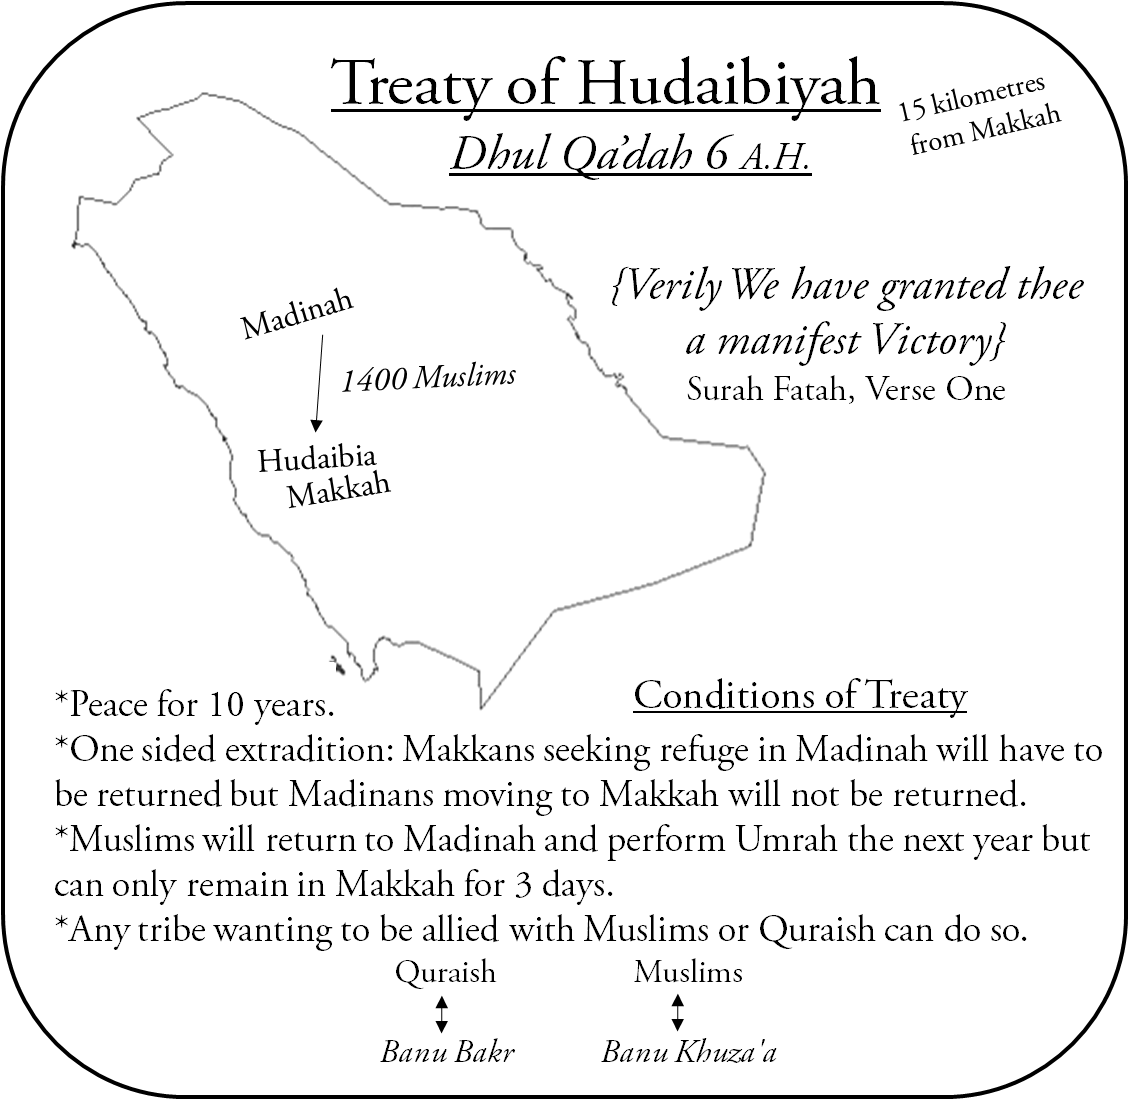 Treaty of Hudaibiyah
Dhul Qa’dah 6 A.H.
15 kilometres
from Makkah
{Verily We have granted thee
a manifest Victory}
Surah Fatah, Verse One
Madinah
1400 Muslims
Hudaibia
Makkah
Conditions of Treaty
*Peace for 10 years.
*One sided extradition: Makkans seeking refuge in Madinah will have to
be returned but Madinans moving to Makkah will not be returned.
*Muslims will return to Madinah and perform Umrah the next year but
can only remain in Makkah for 3 days.
*Any tribe wanting to be allied with Muslims or Quraish can do so.
Quraish
Muslims
Banu Bakr
Banu Khuza'a